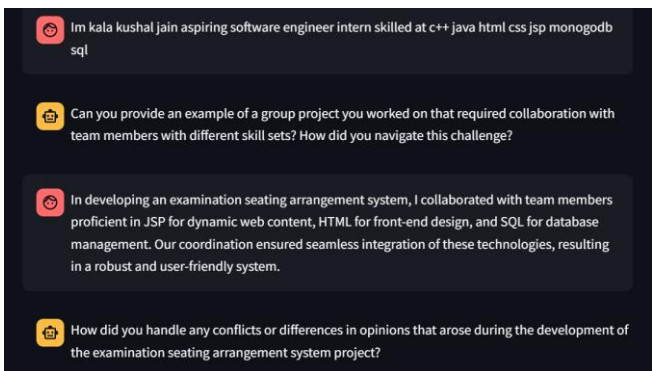 Im kala kushal jain aspiring software engineer intern skilled at c++ java html css jsp monogodb
sql
Can you provide an example of a group project you worked on that required collaboration with
team members with different skill sets? How did you navigate this challenge?
In developing an examination seating arrangement system, I collaborated with team members
proficient in JSP for dynamic web content, HTML for front-end design, and SQL for database
management. Our coordination ensured seamless integration of these technologies, resulting
in a robust and user-friendly system.
How did you handle any conflicts or differences in opinions that arose during the development of
the examination seating arrangement system project?